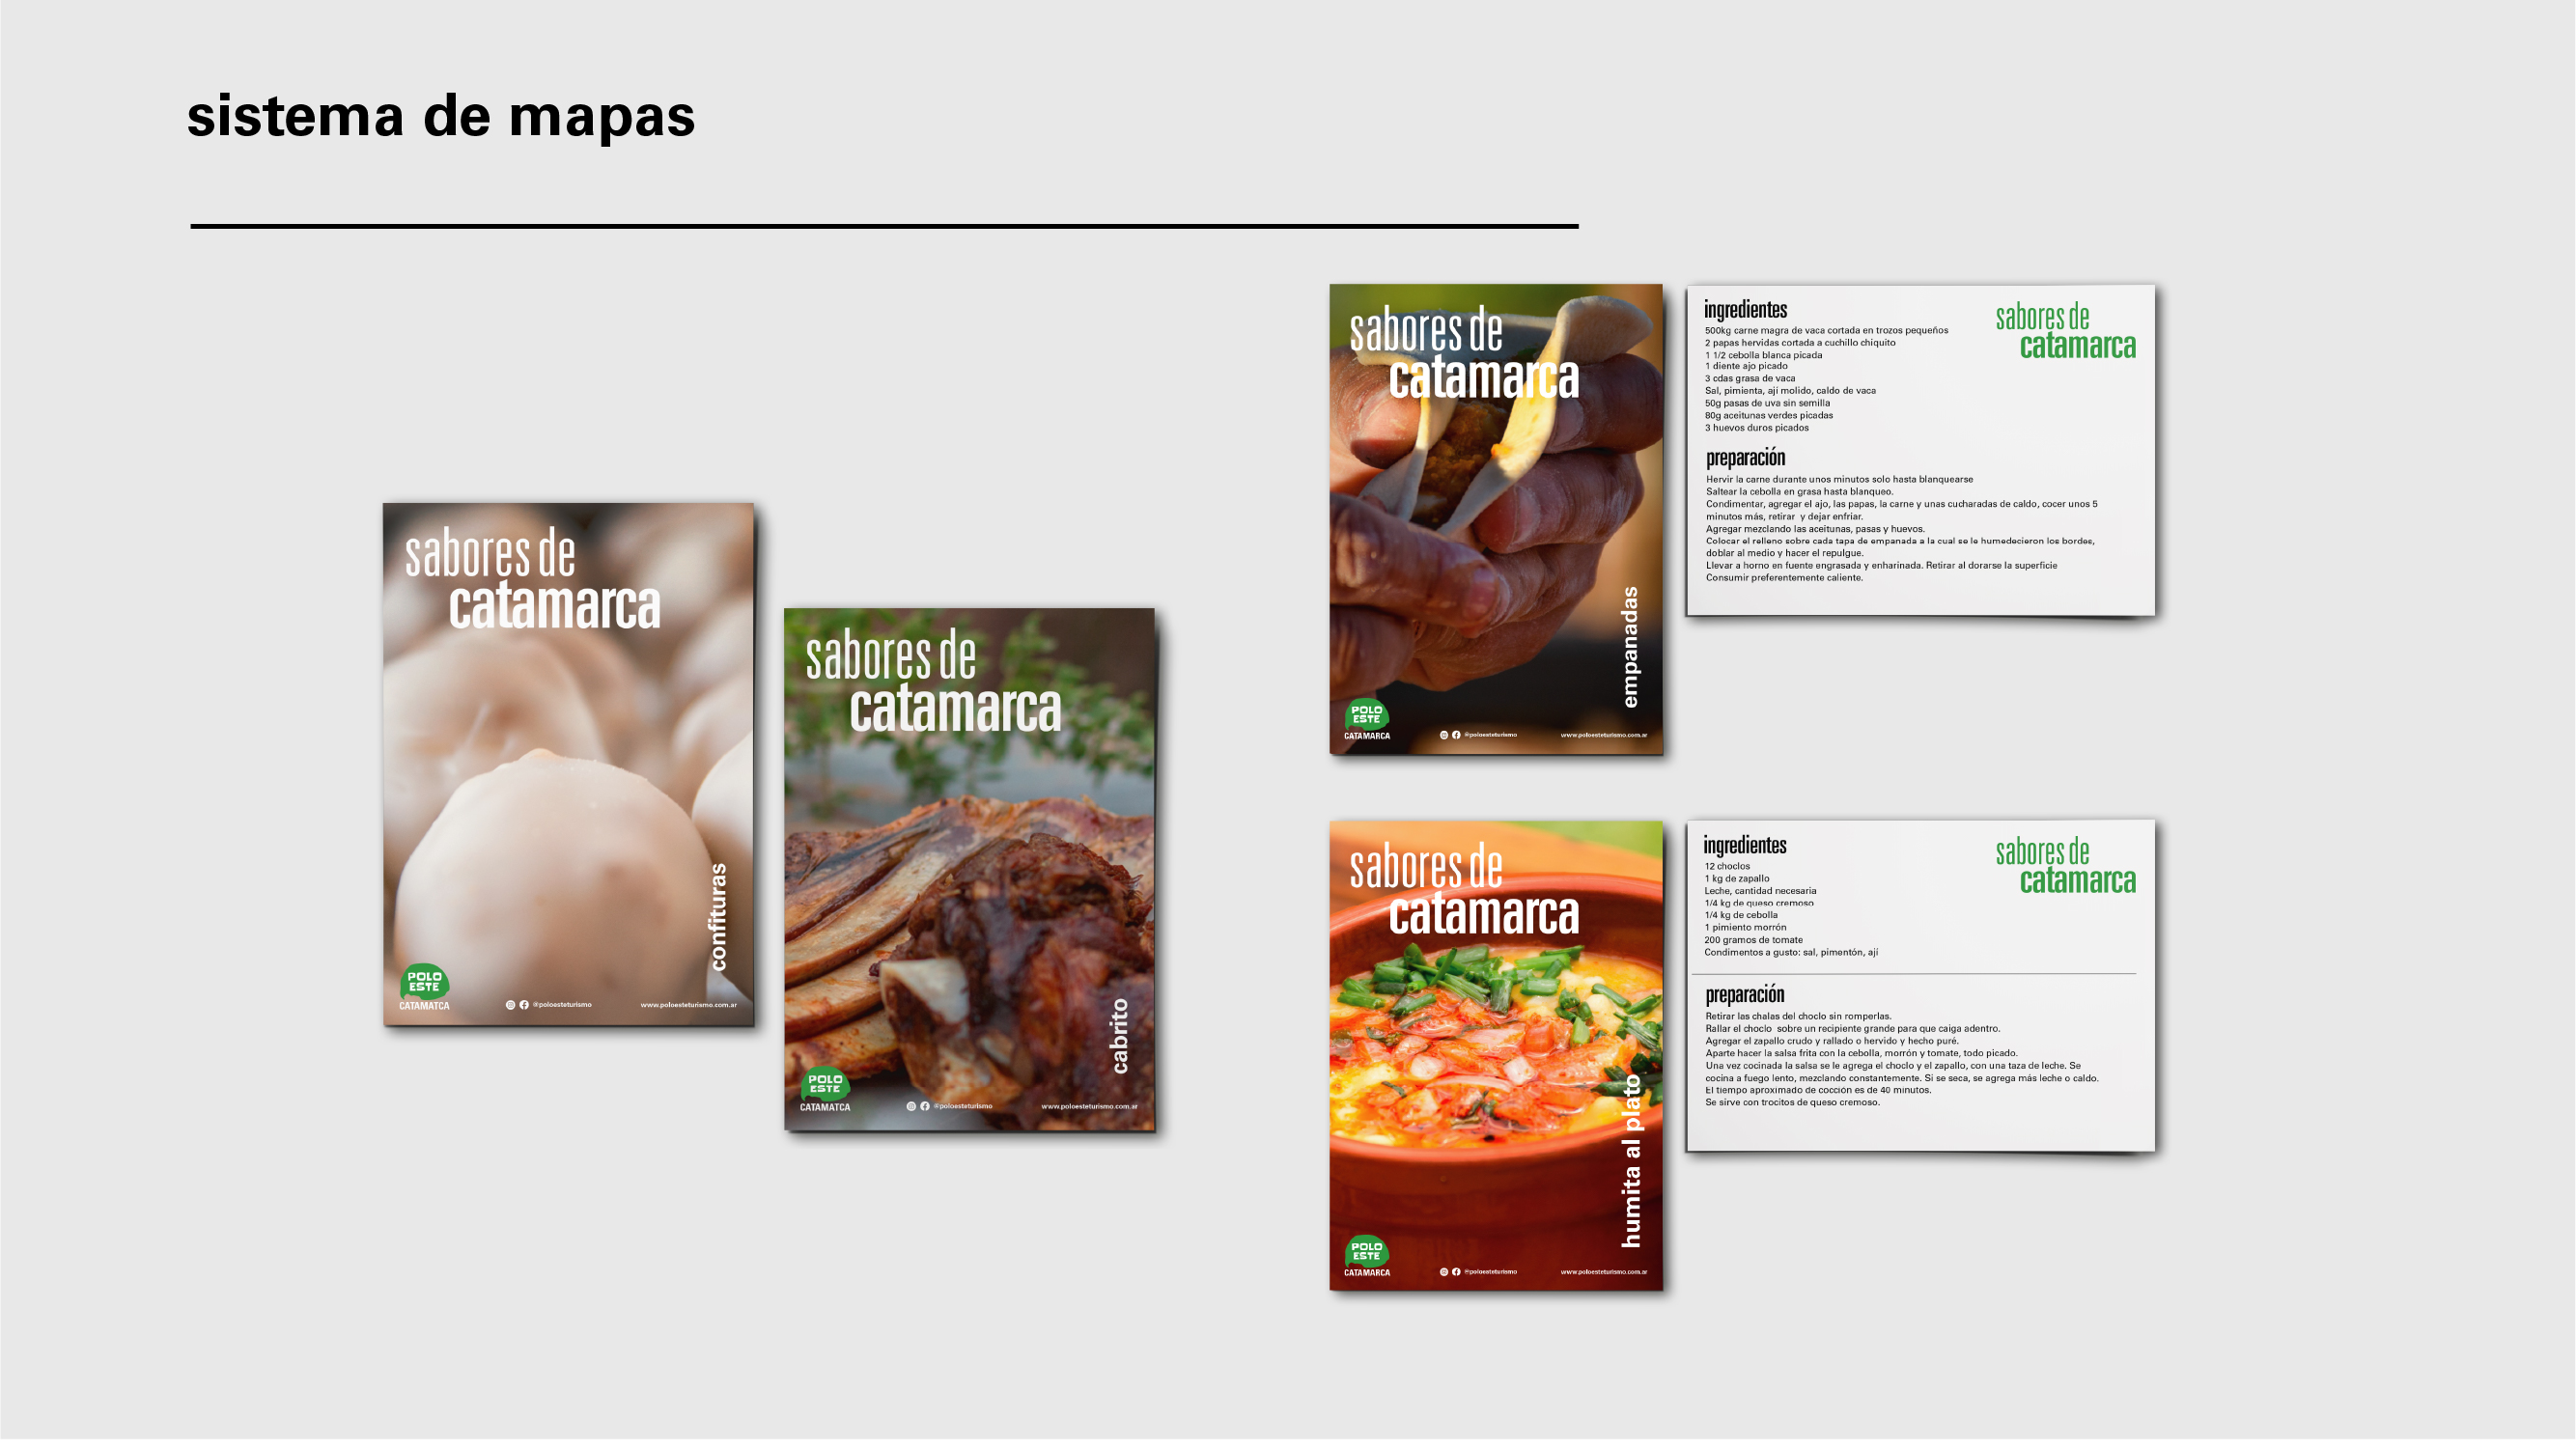 sistema de mapas
sabores de
catamarca
confituras
POLO
ESTE
CATAMATCA
@poloesteturismo
www.poloesteturismo.com.ar
sabores de
catamarca
cabrito
POLO
ESTE
CATAMATCA
@poloesteturismo
www.poloesteturismo.com.ar
sabores de
catamarca
empanadas
POLO
ESTE
CATAMARCA
@poloesteturismo
www.poloesteturismo.com.ar
ingredientes
500kg carne magra de vaca cortada en trozos pequeños
2 papas hervidas cortada a cuchillo chiquito
1 1/2 cebolla blanca picada
1 diente ajo picado
3 cdas grasa de vaca
Sal, pimienta, ají molido, caldo de vaca
50g pasas de uva sin semilla
80g aceitunas verdes picadas
3 huevos duros picados
sabores de
catamarca
preparación
Hervir la carne durante unos minutos solo hasta blanquearse
Saltear la cebolla en grasa hasta blanqueo.
Condimentar, agregar el ajo, las papas, la carne y unas cucharadas de caldo, cocer unos 5
minutos más, retirar y dejar enfriar.
Agregar mezclando las aceitunas, pasas y huevos.
Colocar el relleno sobre cada tapa de empanada a la cual se le humedecieron los bordes,
doblar al medio y hacer el repulgue.
Llevar a horno en fuente engrasada y enharinada. Retirar al dorarse la superficie
Consumir preferentemente caliente.
sabores de
catamarca
humita al plato
POLO
ESTE
CATAMARCA
@poloesteturismo
www.poloesteturismo.com.ar
ingredientes
12 choclos
1 kg de zapallo
Leche, cantidad necesaria
1/4 kg de queso cremoso
1/4 kg de cebolla
1 pimiento morrón
200 gramos de tomate
Condimentos a gusto: sal, pimentón, ají
sabores de
catamarca
preparación
Retirar las chalas del choclo sin romperlas.
Rallar el choclo sobre un recipiente grande para que caiga adentro.
Agregar el zapallo crudo y rallado o hervido y hecho puré.
Aparte hacer la salsa frita con la cebolla, morrón y tomate, todo picado.
Una vez cocinada la salsa se le agrega el choclo y el zapallo, con una taza de leche. Se
cocina a fuego lento, mezclando constantemente. Si se seca, se agrega más leche o caldo.
El tiempo aproximado de cocción es de 40 minutos.
Se sirve con trocitos de queso cremoso.